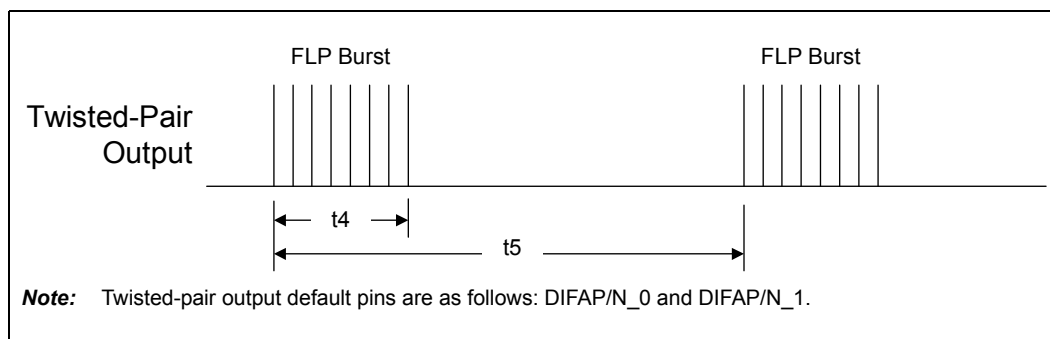 FLP Burst FLP Burst
Twisted-Pair
Output
t4
t5
Note: Twisted-pair output default pins are as follows: DIFAP/N_0 and DIFAP/N_1.